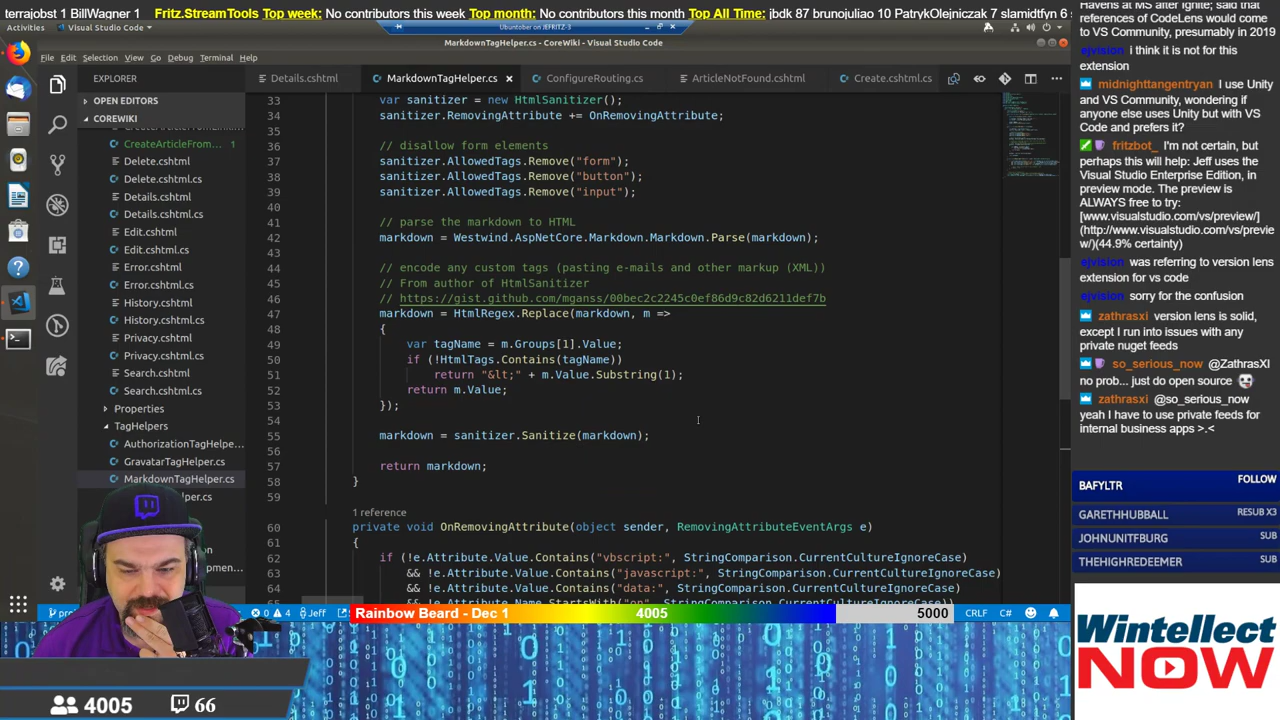 terrajobst 1 BillWagner 1 Fritz.StreamTools Top week: No contributors this week Top month: No contributors this month Top All Time: jbdk 87 brunojuliao 10 PatrykOlejniczak 7 slamidtfyn 6
Activities
Visual Studio Code
Ubuntober on JEFRITZ-3
MarkdownTagHelper.cs - CoreWiki - Visual Studio Code
File Edit Selection View Go Debug Terminal Help
EXPLORER
Details.cshtml
MarkdownTagHelper.cs
ConfigureRouting.cs
ArticleNotFound.cshtml
Create.cshtml.cs
OPEN EDITORS
COREWIKI
CreateArticleFrom... 1
Delete.cshtml
Delete.cshtml.cs
Details.cshtml
Details.cshtml.cs
Edit.cshtml
Edit.cshtml.cs
Error.cshtml
Error.cshtml.cs
History.cshtml
History.cshtml.cs
Privacy.cshtml
Privacy.cshtml.cs
Search.cshtml
Search.cshtml.cs
Properties
TagHelpers
AuthorizationTagHelpe...
GravatarTagHelper.cs
MarkdownTagHelper.cs
33 var sanitizer = new HtmlSanitizer();
34 sanitizer.RemovingAttribute += OnRemovingAttribute;
35
36 // disallow form elements
37 sanitizer.AllowedTags.Remove("form");
38 sanitizer.AllowedTags.Remove("button");
39 sanitizer.AllowedTags.Remove("input");
40
41 // parse the markdown to HTML
42 markdown = Westwind.AspNetCore.Markdown.Markdown.Parse(markdown);
43
44 // encode any custom tags (pasting e-mails and other markup (XML))
45 // From author of HtmlSanitizer
46 // https://gist.github.com/mganss/00bec2c2245c0ef86d9c82d6211def7b
47 markdown = HtmlRegex.Replace(markdown, m =>
48 {
49 var tagName = m.Groups[1].Value;
50 if (!HtmlTags.Contains(tagName))
51 return "&lt;" + m.Value.Substring(1);
52 return m.Value;
53 });
54
55 markdown = sanitizer.Sanitize(markdown);
56
57 return markdown;
58 }
59
1 reference
60 private void OnRemovingAttribute(object sender, RemovingAttributeEventArgs e)
61 {
62 if (!e.Attribute.Value.Contains("vbscript:", StringComparison.CurrentCultureIgnoreCase)
63 && !e.Attribute.Value.Contains("javascript:", StringComparison.CurrentCultureIgnoreCase)
64 && !e.Attribute.Value.Contains("data:", StringComparison.CurrentCultureIgnoreCase)
0 4 Jeff
CRLF C#
Rainbow Beard - Dec 1 4005 5000
Havens at MS after Ignite; said that
references of CodeLens would come
to VS Community, presumably in 2019
ejvision i think it is not for this
extension
midnighttangentryan I use Unity
and VS Community, wondering if
anyone else uses Unity but with VS
Code and prefers it?
fritzbot_ I'm not certain, but
perhaps this will help: Jeff uses the
Visual Studio Enterprise Edition, in
preview mode. The preview is
ALWAYS free to try:
[www.visualstudio.com/vs/preview/]
(http://www.visualstudio.com/vs/previe
w/)(44.9% certainty)
ejvision was referring to version lens
extension for vs code
ejvision sorry for the confusion
zathrasxi version lens is solid,
except I run into issues with any
private nuget feeds
so_serious_now @ZathrasXI
no prob... just do open source
zathrasxi @so_serious_now
yeah I have to use private feeds for
internal business apps >.<
BAFYLTR FOLLOW
GARETHHUBBALL RESUB X3
JOHNUNITFBURG SUB
THEHIGHREDEEMER SUB
Wintellect
NOW
4005 66